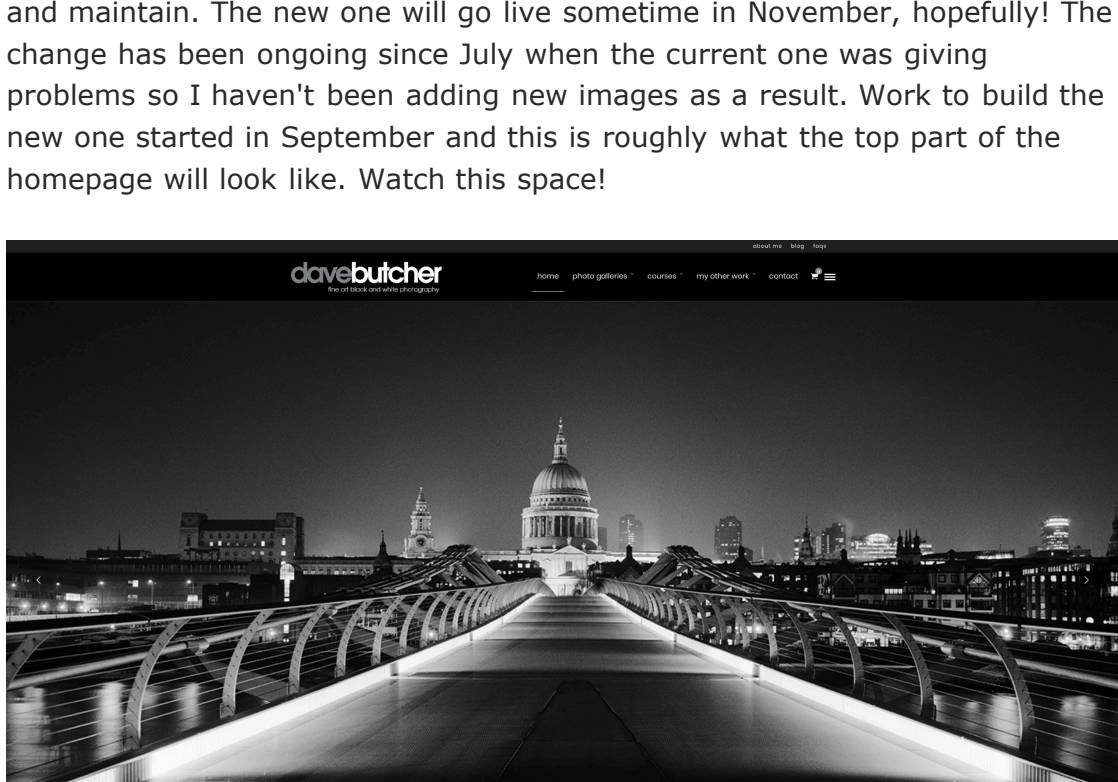 and maintain. The new one will go live sometime in November, hopefully! The
change has been ongoing since July when the current one was giving
problems so I haven't been adding new images as a result. Work to build the
new one started in September and this is roughly what the top part of the
homepage will look like. Watch this space!
about me blog faqs
davebutcher
fine art black and white photography
home photo galleries courses my other work contact